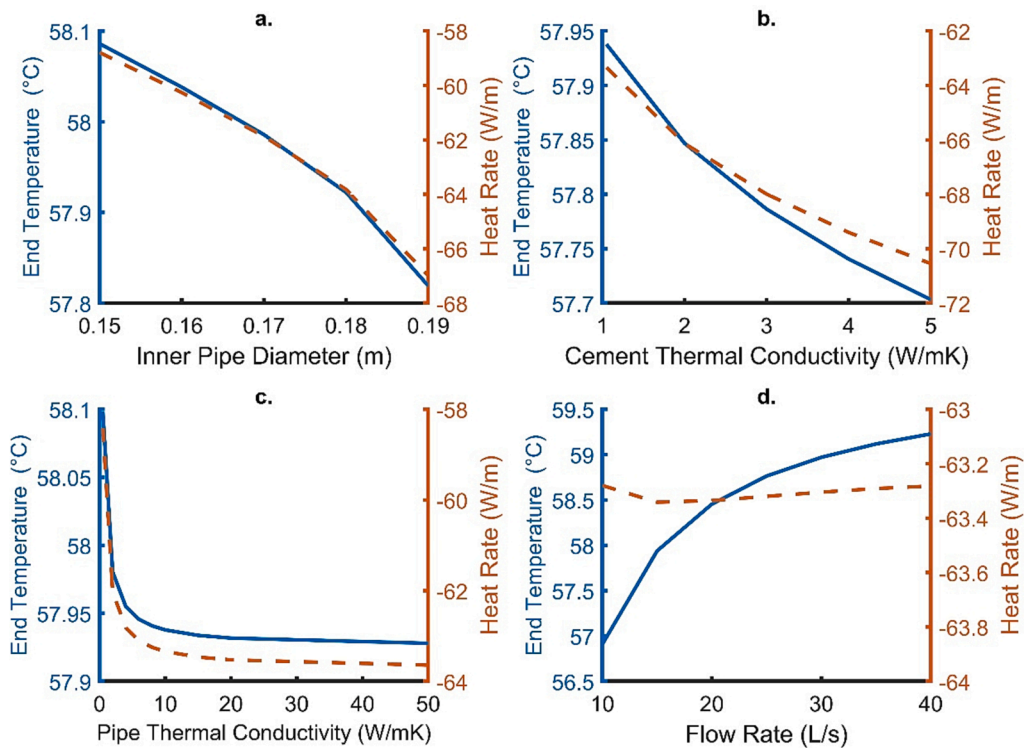 a.
End Temperature (°C)
58.1
58
57.9
57.8
-58
-60
-62
-64
-66
-68
Heat Rate (W/m)
0.15 0.16 0.17 0.18 0.19
Inner Pipe Diameter (m)
b.
End Temperature (°C)
57.95
57.9
57.85
57.8
57.75
57.7
-62
-64
-66
-68
-70
-72
Heat Rate (W/m)
1 2 3 4 5
Cement Thermal Conductivity (W/mK)
c.
End Temperature (°C)
58.1
58.05
58
57.95
57.9
-58
-60
-62
-64
Heat Rate (W/m)
0 10 20 30 40 50
Pipe Thermal Conductivity (W/mK)
d.
End Temperature (°C)
59.5
59
58.5
58
57.5
57
56.5
-63
-63.2
-63.4
-63.6
-63.8
-64
Heat Rate (W/m)
10 20 30 40
Flow Rate (L/s)